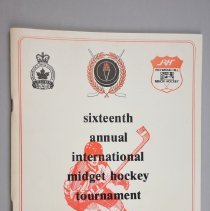 sixteenth
annual
international
midget hockey
tournament